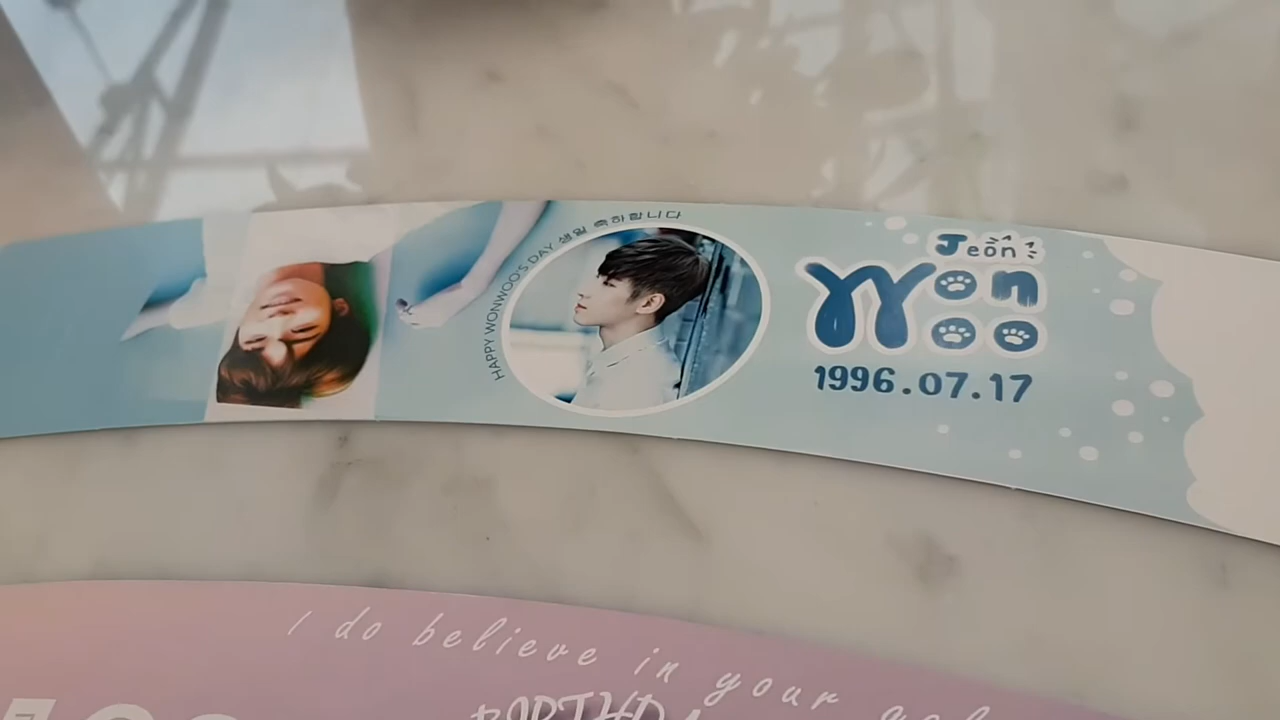 HAPPY WONWOO'S DAY 생일 축하합니다
Jeon
Won
Woo
1996.07.17
I do believe in your